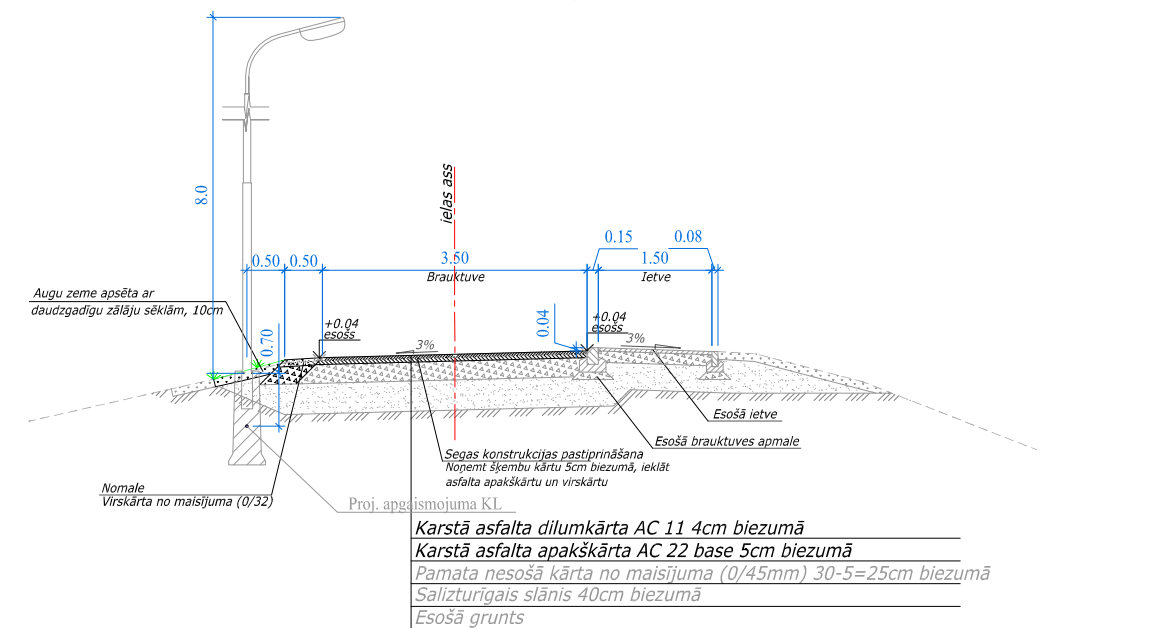 8.0
ielas ass
0.15
0.08
0.50
0.50
3.50
1.50
Brauktuve
Ietve
Augu zeme apsēta ar
daudzgadīgu zālāju sēklām, 10cm
0.70
+0.04
esošs
3%
0.04
+0.04
esošs
3%
Esošā ietve
Esošā brauktuves apmale
Segas konstrukcijas pastiprināšana
Noņemt šķembu kārtu 5cm biezumā, ieklāt
asfalta apakškārtu un virskārtu
Nomale
Virskārta no maisījuma (0/32)
Proj. apgaismojuma KL
Karstā asfalta dilumkārta AC 11 4cm biezumā
Karstā asfalta apakškārta AC 22 base 5cm biezumā
Pamata nesošā kārta no maisījuma (0/45mm) 30-5=25cm biezumā
Salizturīgais slānis 40cm biezumā
Esošā grunts